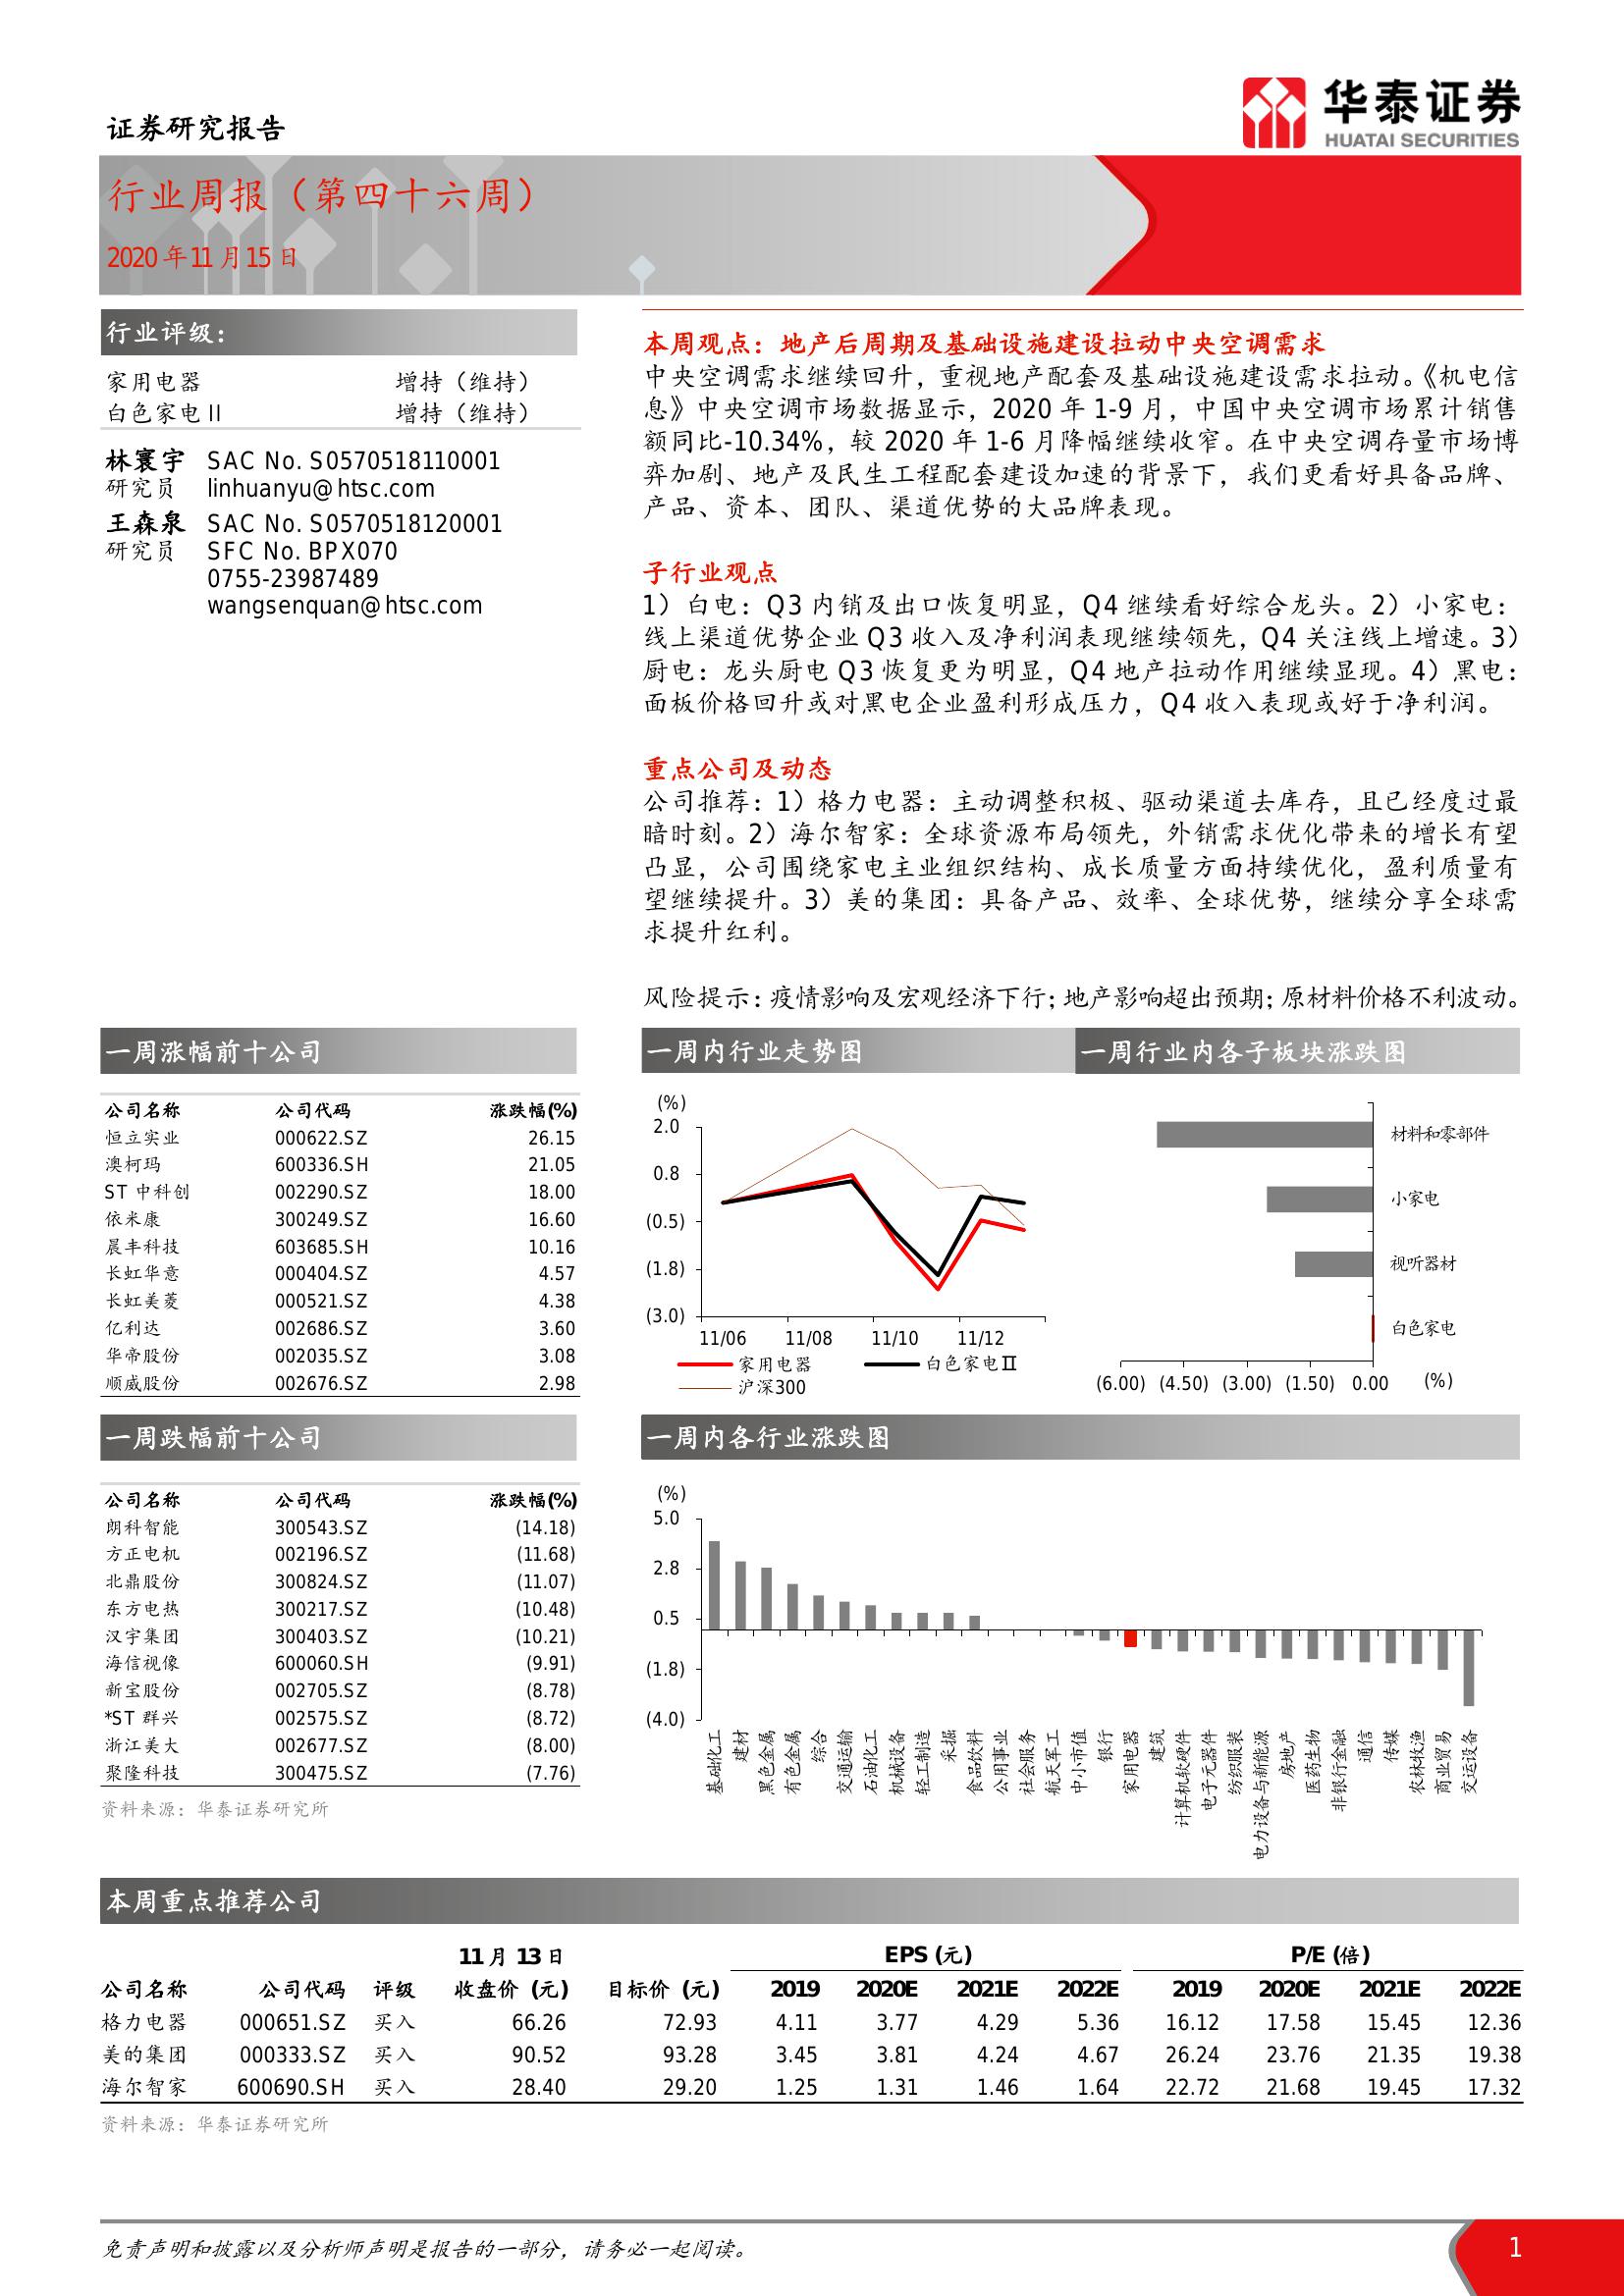 证券研究报告
华泰证券
HUATAI SECURITIES
行业周报（第四十六周）
2020年11月15日
行业评级：
家用电器 增持（维持）
白色家电Ⅱ 增持（维持）
林寰宇 SAC No. S0570518110001
研究员 linhuanyu@htsc.com
王森泉 SAC No. S0570518120001
研究员 SFC No. BPX070
0755-23987489
wangsenquan@htsc.com
本周观点：地产后周期及基础设施建设拉动中央空调需求
中央空调需求继续回升，重视地产配套及基础设施建设需求拉动。《机电信
息》中央空调市场数据显示，2020 年 1-9 月，中国中央空调市场累计销售
额同比-10.34%，较 2020 年 1-6 月降幅继续收窄。在中央空调存量市场博
弈加剧、地产及民生工程配套建设加速的背景下，我们更看好具备品牌、
产品、资本、团队、渠道优势的大品牌表现。
子行业观点
1）白电：Q3 内销及出口恢复明显，Q4 继续看好综合龙头。2）小家电：
线上渠道优势企业 Q3 收入及净利润表现继续领先，Q4 关注线上增速。3）
厨电：龙头厨电 Q3 恢复更为明显，Q4 地产拉动作用继续显现。4）黑电：
面板价格回升或对黑电企业盈利形成压力，Q4 收入表现或好于净利润。
重点公司及动态
公司推荐：1）格力电器：主动调整积极、驱动渠道去库存，且已经度过最
暗时刻。2）海尔智家：全球资源布局领先，外销需求优化带来的增长有望
凸显，公司围绕家电主业组织结构、成长质量方面持续优化，盈利质量有
望继续提升。3）美的集团：具备产品、效率、全球优势，继续分享全球需
求提升红利。
风险提示：疫情影响及宏观经济下行；地产影响超出预期；原材料价格不利波动。
一周涨幅前十公司
公司名称 公司代码 涨跌幅(%)
恒立实业 000622.SZ 26.15
澳柯玛 600336.SH 21.05
ST 中科创 002290.SZ 18.00
依米康 300249.SZ 16.60
晨丰科技 603685.SH 10.16
长虹华意 000404.SZ 4.57
长虹美菱 000521.SZ 4.38
亿利达 002686.SZ 3.60
华帝股份 002035.SZ 3.08
顺威股份 002676.SZ 2.98
一周内行业走势图
(%)
2.0
0.8
(0.5)
(1.8)
(3.0)
11/06 11/08 11/10 11/12
家用电器 白色家电Ⅱ
沪深300
一周行业内各子板块涨跌图
材料和零部件
小家电
视听器材
白色家电
(6.00) (4.50) (3.00) (1.50) 0.00 (%)
一周跌幅前十公司
公司名称 公司代码 涨跌幅(%)
朗科智能 300543.SZ (14.18)
方正电机 002196.SZ (11.68)
北鼎股份 300824.SZ (11.07)
东方电热 300217.SZ (10.48)
汉宇集团 300403.SZ (10.21)
海信视像 600060.SH (9.91)
新宝股份 002705.SZ (8.78)
*ST 群兴 002575.SZ (8.72)
浙江美大 002677.SZ (8.00)
聚隆科技 300475.SZ (7.76)
资料来源：华泰证券研究所
一周内各行业涨跌图
(%)
5.0
2.8
0.5
(1.8)
(4.0)
基础化工
建材
黑色金属
有色金属
综合
交通运输
石油化工
机械设备
轻工制造
采掘
食品饮料
公用事业
社会服务
航天军工
中小市值
银行
家用电器
建筑
计算机软硬件
电子元器件
纺织服装
电力设备与新能源
房地产
医药生物
非银行金融
通信
传媒
农林牧渔
商业贸易
交运设备
本周重点推荐公司
11月13日 EPS (元) P/E (倍)
公司名称 公司代码 评级 收盘价 (元) 目标价 (元) 2019 2020E 2021E 2022E 2019 2020E 2021E 2022E
格力电器 000651.SZ 买入 66.26 72.93 4.11 3.77 4.29 5.36 16.12 17.58 15.45 12.36
美的集团 000333.SZ 买入 90.52 93.28 3.45 3.81 4.24 4.67 26.24 23.76 21.35 19.38
海尔智家 600690.SH 买入 28.40 29.20 1.25 1.31 1.46 1.64 22.72 21.68 19.45 17.32
资料来源：华泰证券研究所
免责声明和披露以及分析师声明是报告的一部分，请务必一起阅读。
1